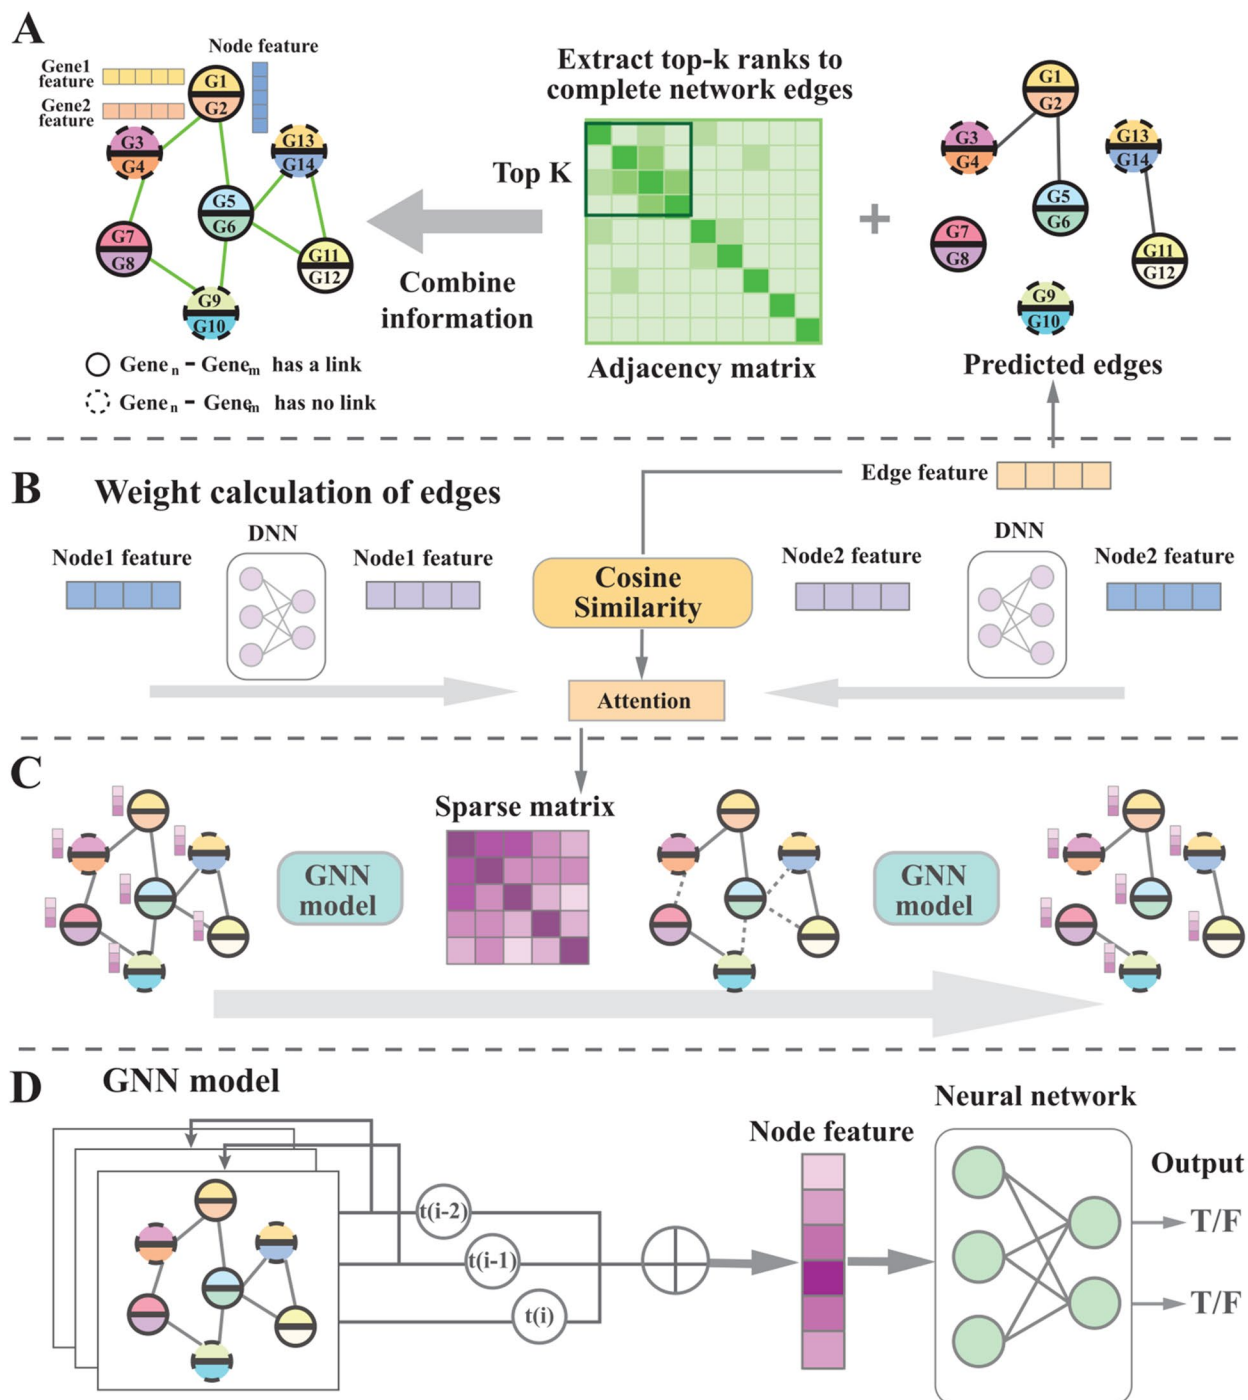 A
Node feature
Gene1
feature
Gene2
feature
G1
G2
G3
G4
G13
G14
G5
G6
G7
G8
G11
G12
G9
G10
Gene n - Genem has a link
Gene n - Genem has no link
Extract top-k ranks to
complete network edges
Top K
Combine
information
Adjacency matrix
+
G1
G2
G3
G4
G13
G14
G5
G6
G7
G8
G11
G12
G9
G10
Predicted edges
B
Weight calculation of edges
Edge feature
Node1 feature
DNN
Node1 feature
Cosine
Similarity
Node2 feature
DNN
Node2 feature
Attention
C
Sparse matrix
GNN
model
GNN
model
D
GNN model
t(i-2)
t(i-1)
t(i)
Node feature
Neural network
Output
T/F
T/F